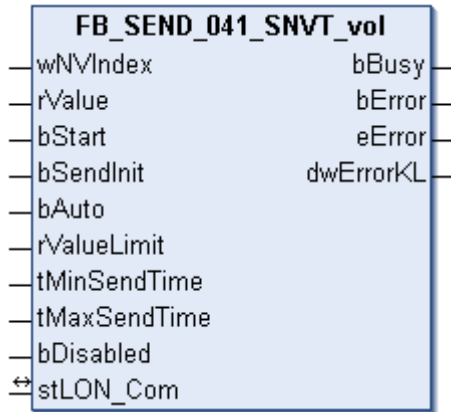 FB_SEND_041_SNVT_vol
wNVIndex bBusy
rValue bError
bStart eError
bSendInit dwErrorKL
bAuto
rValueLimit
tMinSendTime
tMaxSendTime
bDisabled
stLON_Com